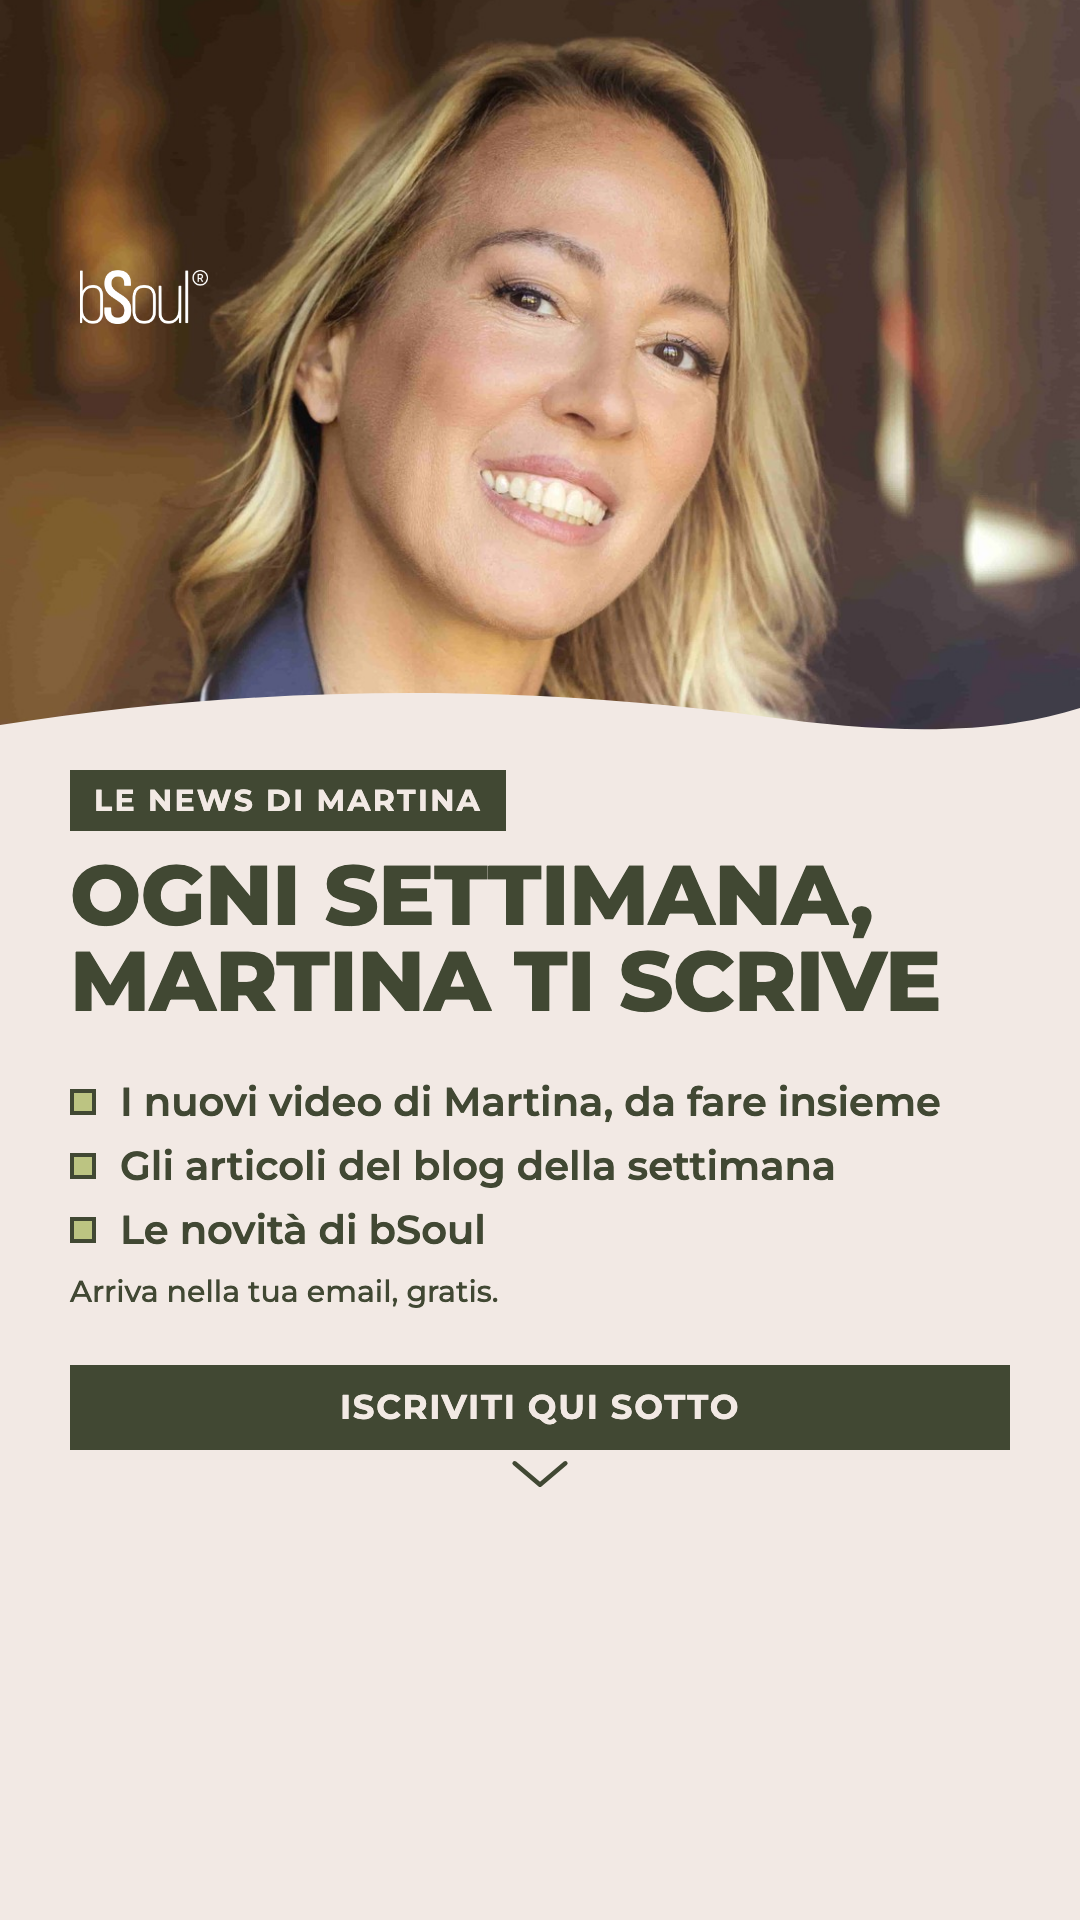 bSoul®
LE NEWS DI MARTINA
OGNI SETTIMANA,
MARTINA TI SCRIVE
I nuovi video di Martina, da fare insieme
Gli articoli del blog della settimana
Le novità di bSoul
Arriva nella tua email, gratis.
ISCRIVITI QUI SOTTO